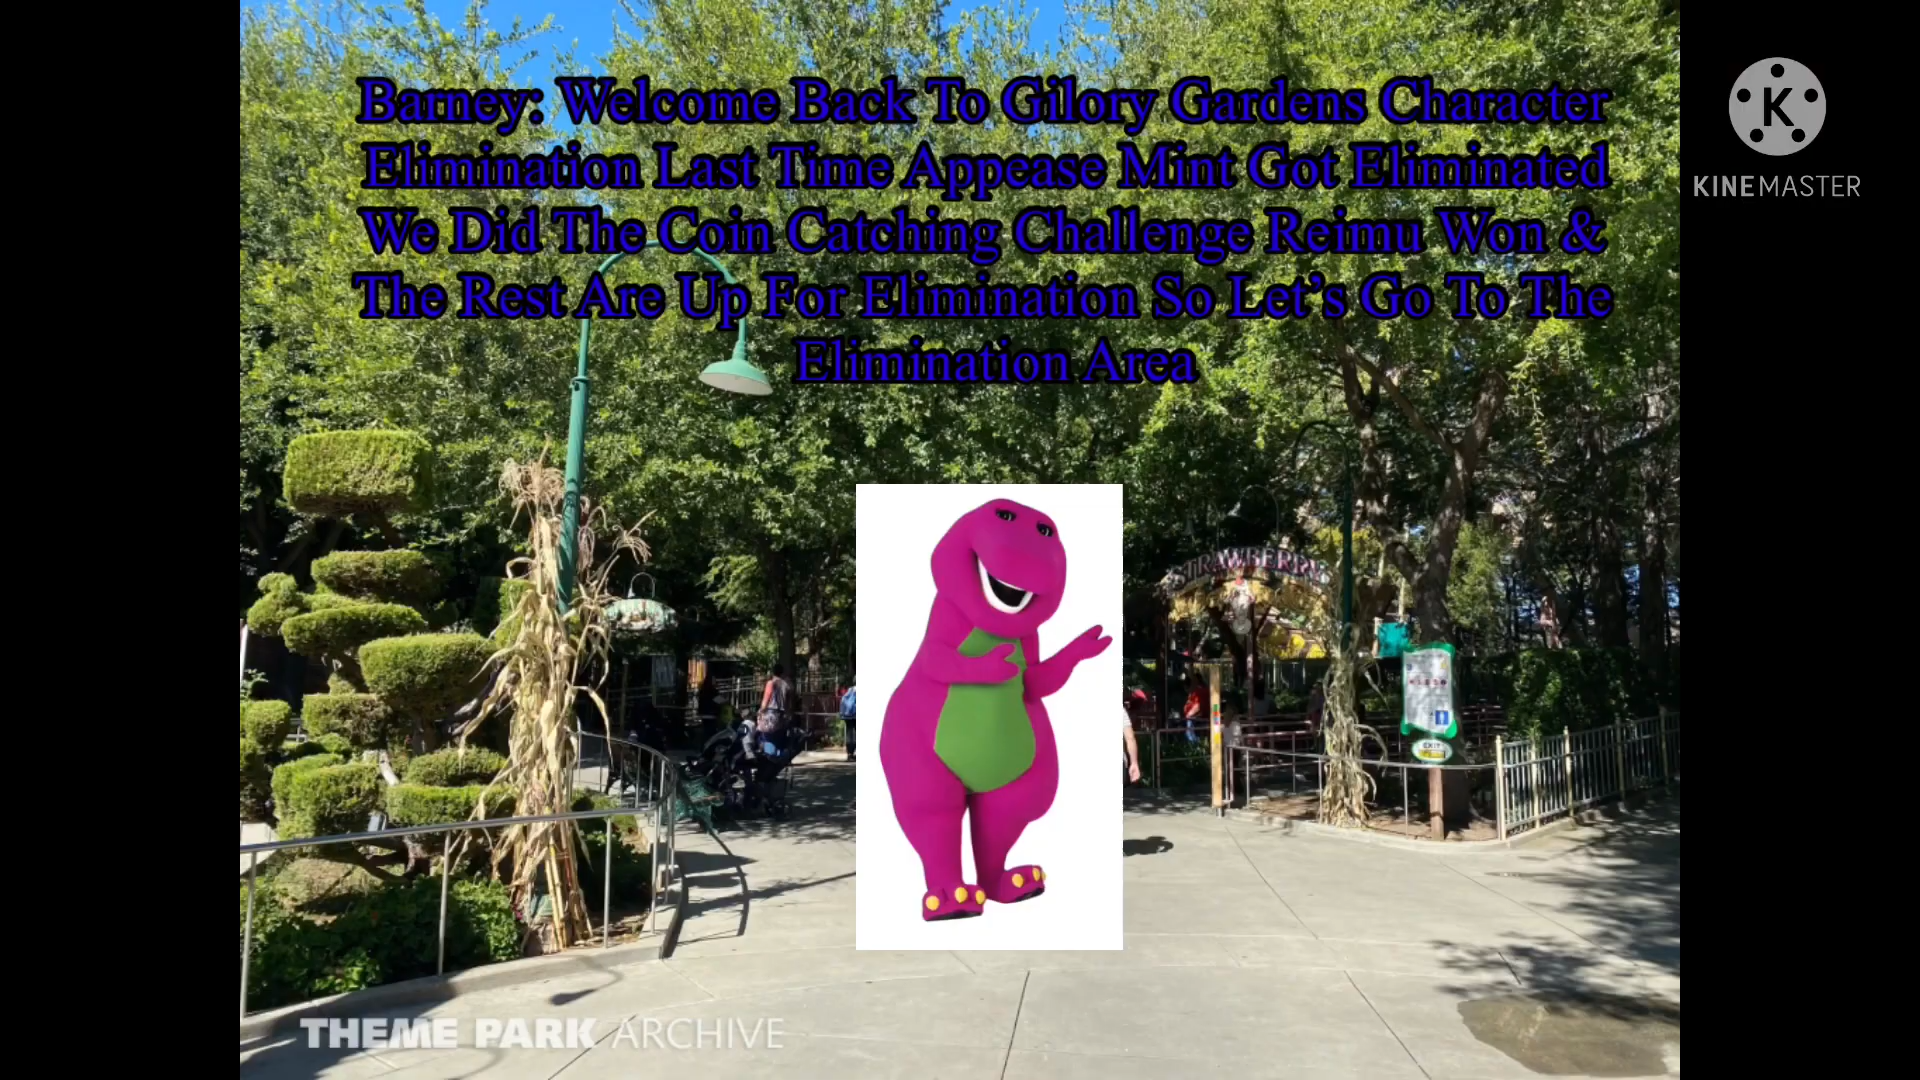 Barney: Welcome Back To Gilory Gardens Character
Elimination Last Time Appease Mint Got Eliminated
We Did The Coin Catching Challenge Reimu Won &
The Rest Are Up For Elimination So Let's Go To The
Elimination Area
K
KINEMASTER
STRAWBERRY
EXIT
THEME PARK ARCHIVE